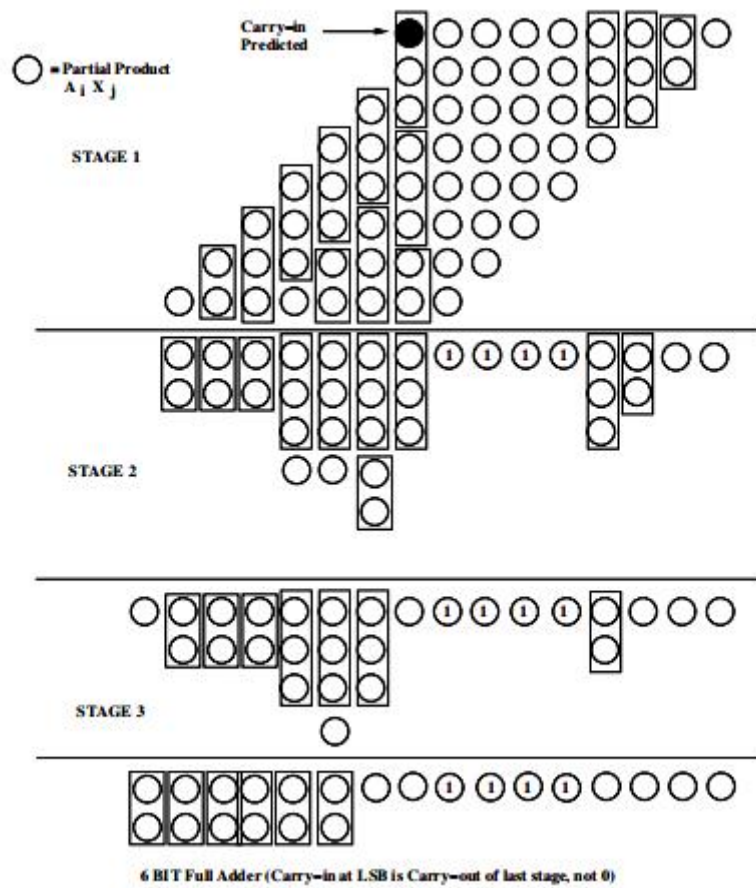 Carry-in
Predicted
= Partial Product
A i X j
STAGE 1
1 1 1 1
STAGE 2
1 1 1 1
STAGE 3
1 1 1 1
6 BIT Full Adder (Carry-in at LSB is Carry-out of last stage, not 0)